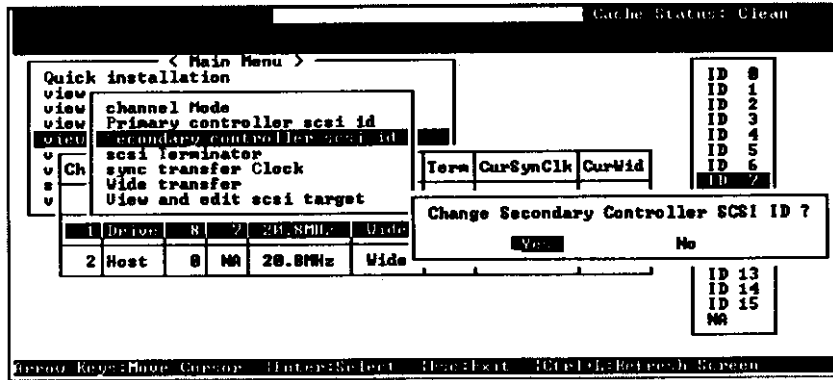 Cache Status: Clean
< Main Menu >
Quick installation
view
view
view
view
v
v
s
v
channel Mode
Primary controller scsi id
Secondary controller scsi id
scsi Terminator
sync transfer Clock
Wide transfer
View and edit scsi target
Ch Term CurSynClk CurWid
1 Drive 8 7 20.8MHz Wide
2 Host 0 NA 20.8MHz Wide
ID 0
ID 1
ID 2
ID 3
ID 4
ID 5
ID 6
ID 7
Change Secondary Controller SCSI ID ?
Yes No
ID 13
ID 14
ID 15
NA
Arrow Keys:Move Cursor |Enter:Select |Esc:Exit |Ctrl+L:Refresh Screen